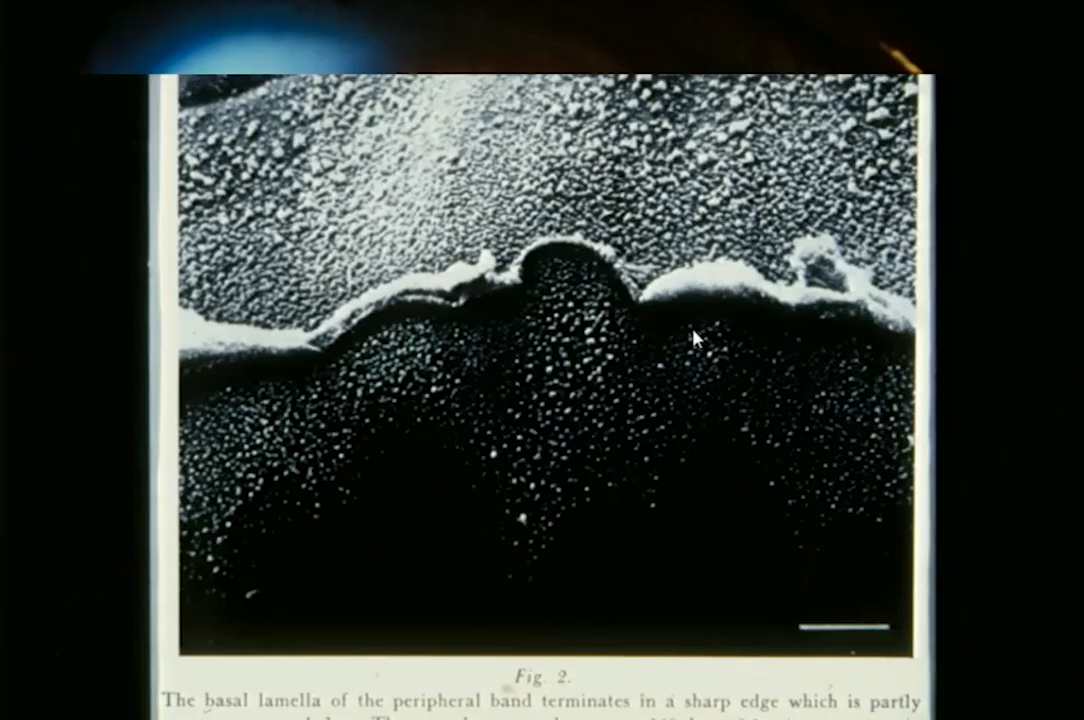 Fig. 2.
The basal lamella of the peripheral band terminates in a sharp edge which is partly